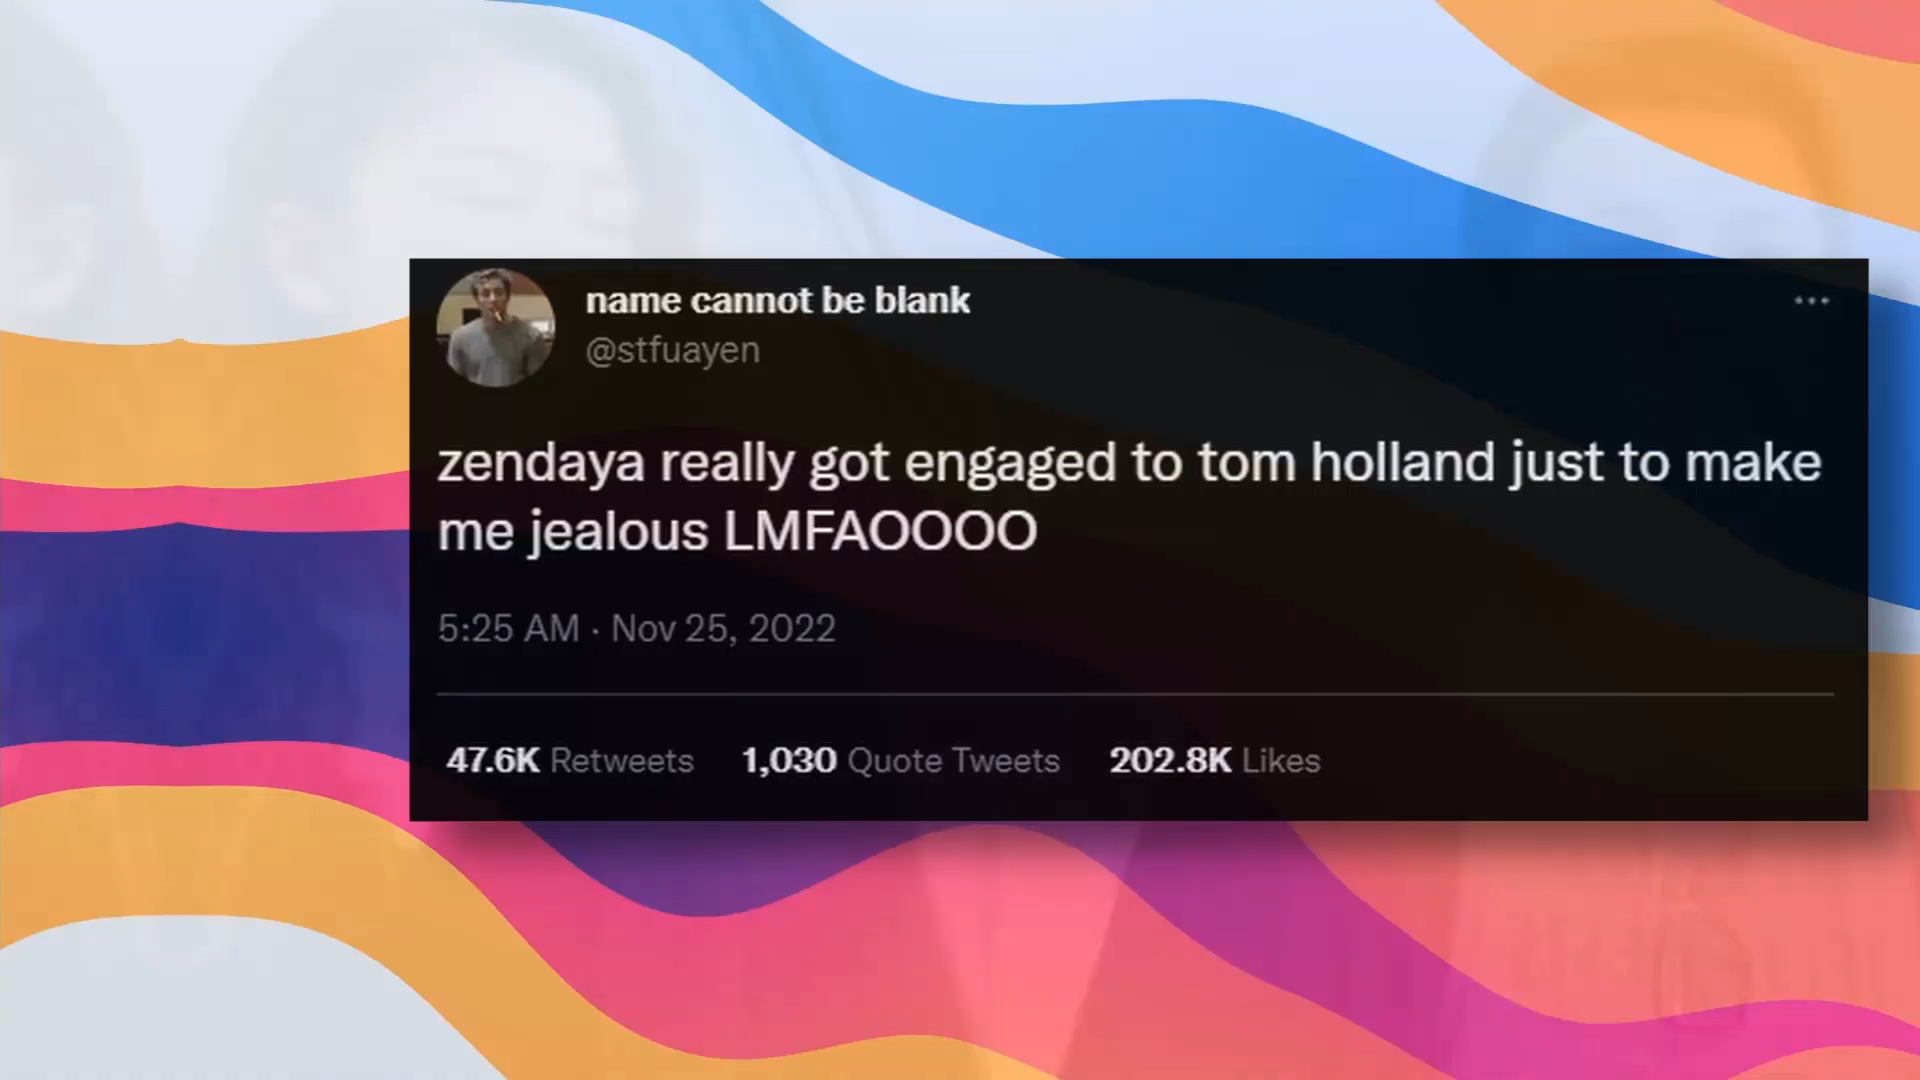 name cannot be blank
@stfuayen
zendaya really got engaged to tom holland just to make
me jealous LMFAOOOO
5:25 AM · Nov 25, 2022
47.6K Retweets 1,030 Quote Tweets 202.8K Likes